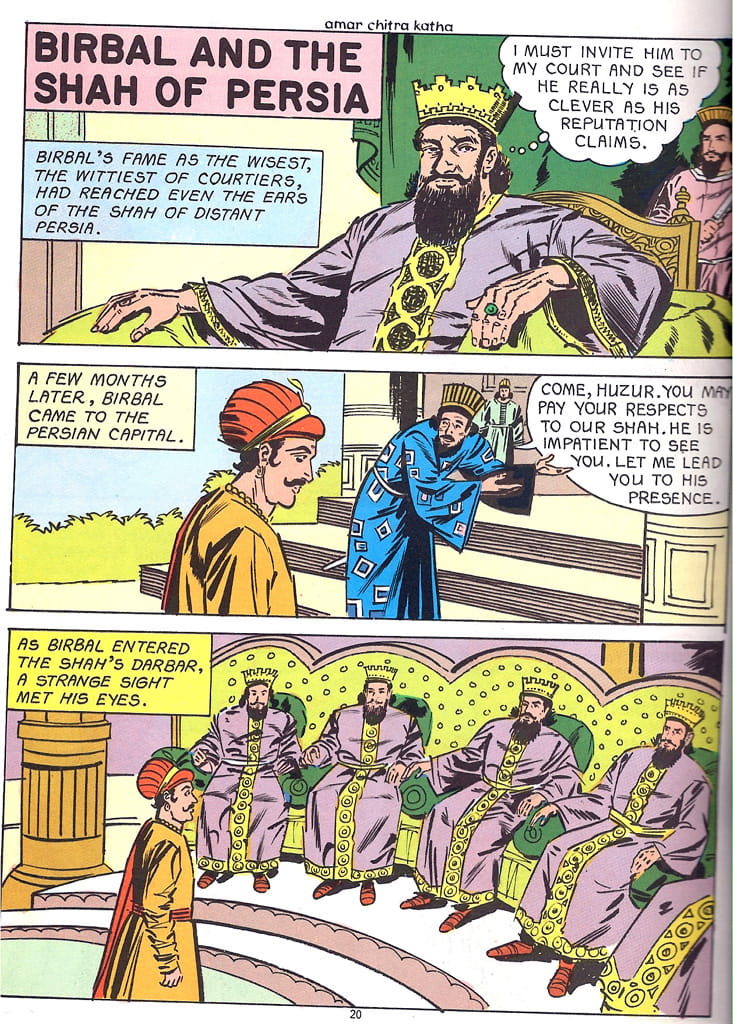 amar chitra katha
BIRBAL AND THE
SHAH OF PERSIA
BIRBAL'S FAME AS THE WISEST,
THE WITTIEST OF COURTIERS,
HAD REACHED EVEN THE EARS
OF THE SHAH OF DISTANT
PERSIA.
I MUST INVITE HIM TO
MY COURT AND SEE IF
HE REALLY IS AS
CLEVER AS HIS
REPUTATION
CLAIMS.
A FEW MONTHS
LATER, BIRBAL
CAME TO THE
PERSIAN CAPITAL.
COME, HUZUR. YOU MAY
PAY YOUR RESPECTS
TO OUR SHAH. HE IS
IMPATIENT TO SEE
YOU. LET ME LEAD
YOU TO HIS
PRESENCE.
AS BIRBAL ENTERED
THE SHAH'S DARBAR,
A STRANGE SIGHT
MET HIS EYES.
20